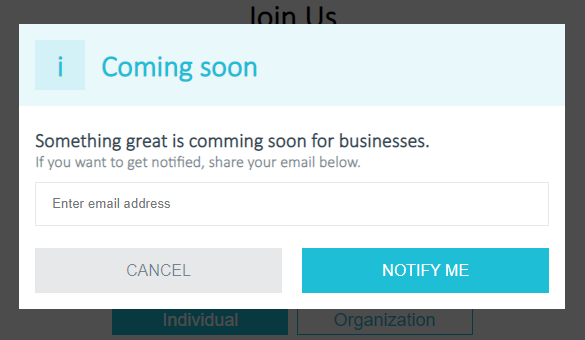 Join Us
i
Coming soon
Something great is comming soon for businesses.
If you want to get notified, share your email below.
Enter email address
CANCEL
NOTIFY ME
Individual
Organization